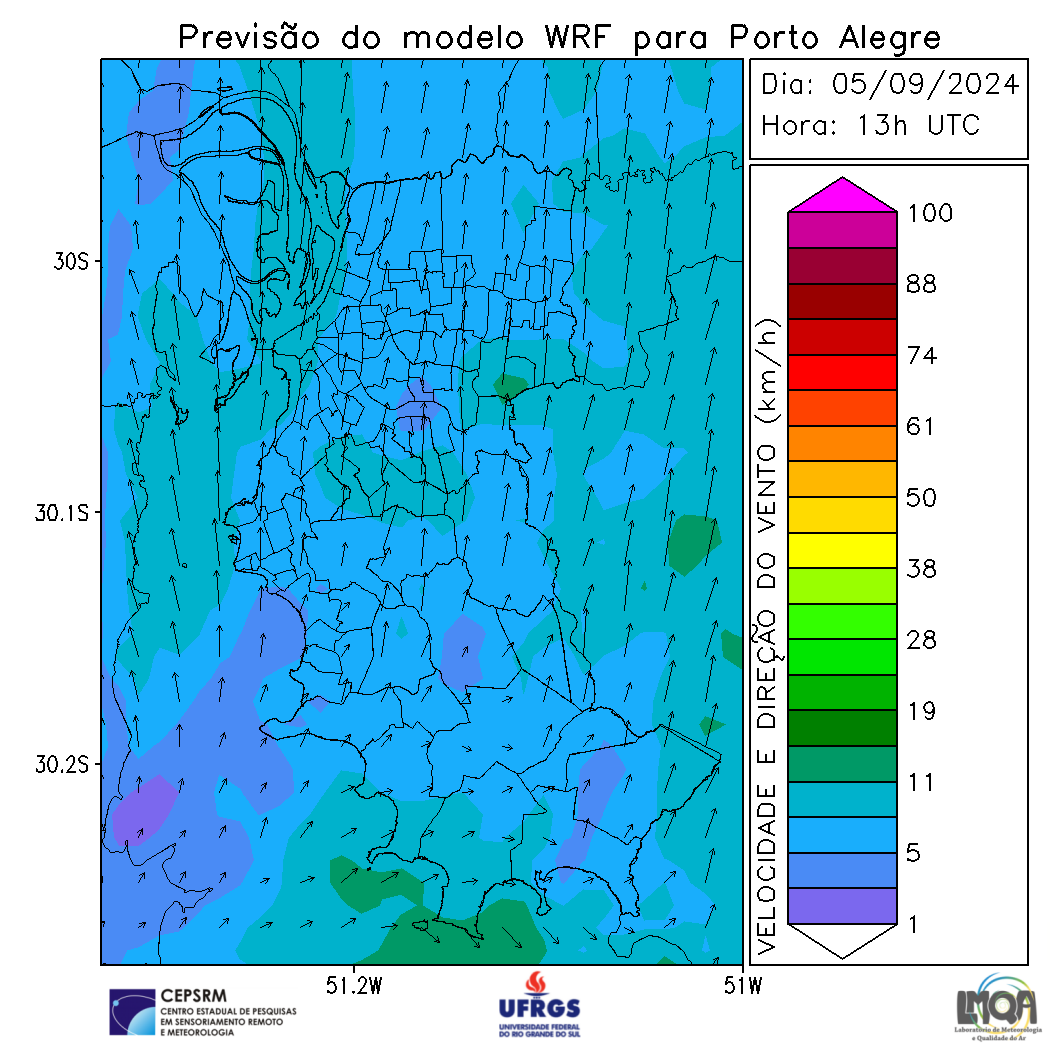 Previsão do modelo WRF para Porto Alegre
Dia: 05/09/2024
Hora: 13h UTC
30S
30.1S
30.2S
51.2W
51W
VELOCIDADE E DIREÇÃO DO VENTO (km/h)
100
88
74
61
50
38
28
19
11
5
1
CEPSRM
CENTRO ESTADUAL DE PESQUISAS
EM SENSORIAMENTO REMOTO
E METEOROLOGIA
UFRGS
UNIVERSIDADE FEDERAL
DO RIO GRANDE DO SUL
LMQA
Laboratório de Meteorologia
e Qualidade do Ar